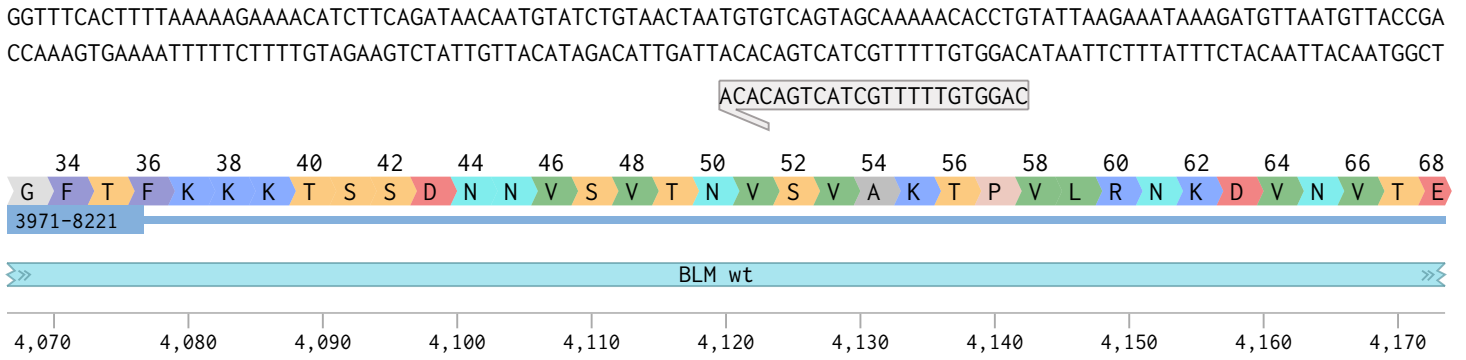 GGTTTCACTTTTAAAAAGAAAACATCTTCAGATAACAATGTATCTGTAACTAATGTGTCAGTAGCAAAAACACCTGTATTAAGAAATAAAGATGTTAATGTTACCGA
CCAAAGTGAAAATTTTTCTTTTGTAGAAGTCTATTGTTACATAGACATTGATTACACAGTCATCGTTTTTGTGGACATAATTCTTTATTTCTACAATTACAATGGCT
ACACAGTCATCGTTTTTGTGGAC
34 36 38 40 42 44 46 48 50 52 54 56 58 60 62 64 66 68
G F T F K K K T S S D N N V S V T N V S V A K T P V L R N K D V N V T E
3971-8221
BLM wt
4,070 4,080 4,090 4,100 4,110 4,120 4,130 4,140 4,150 4,160 4,170